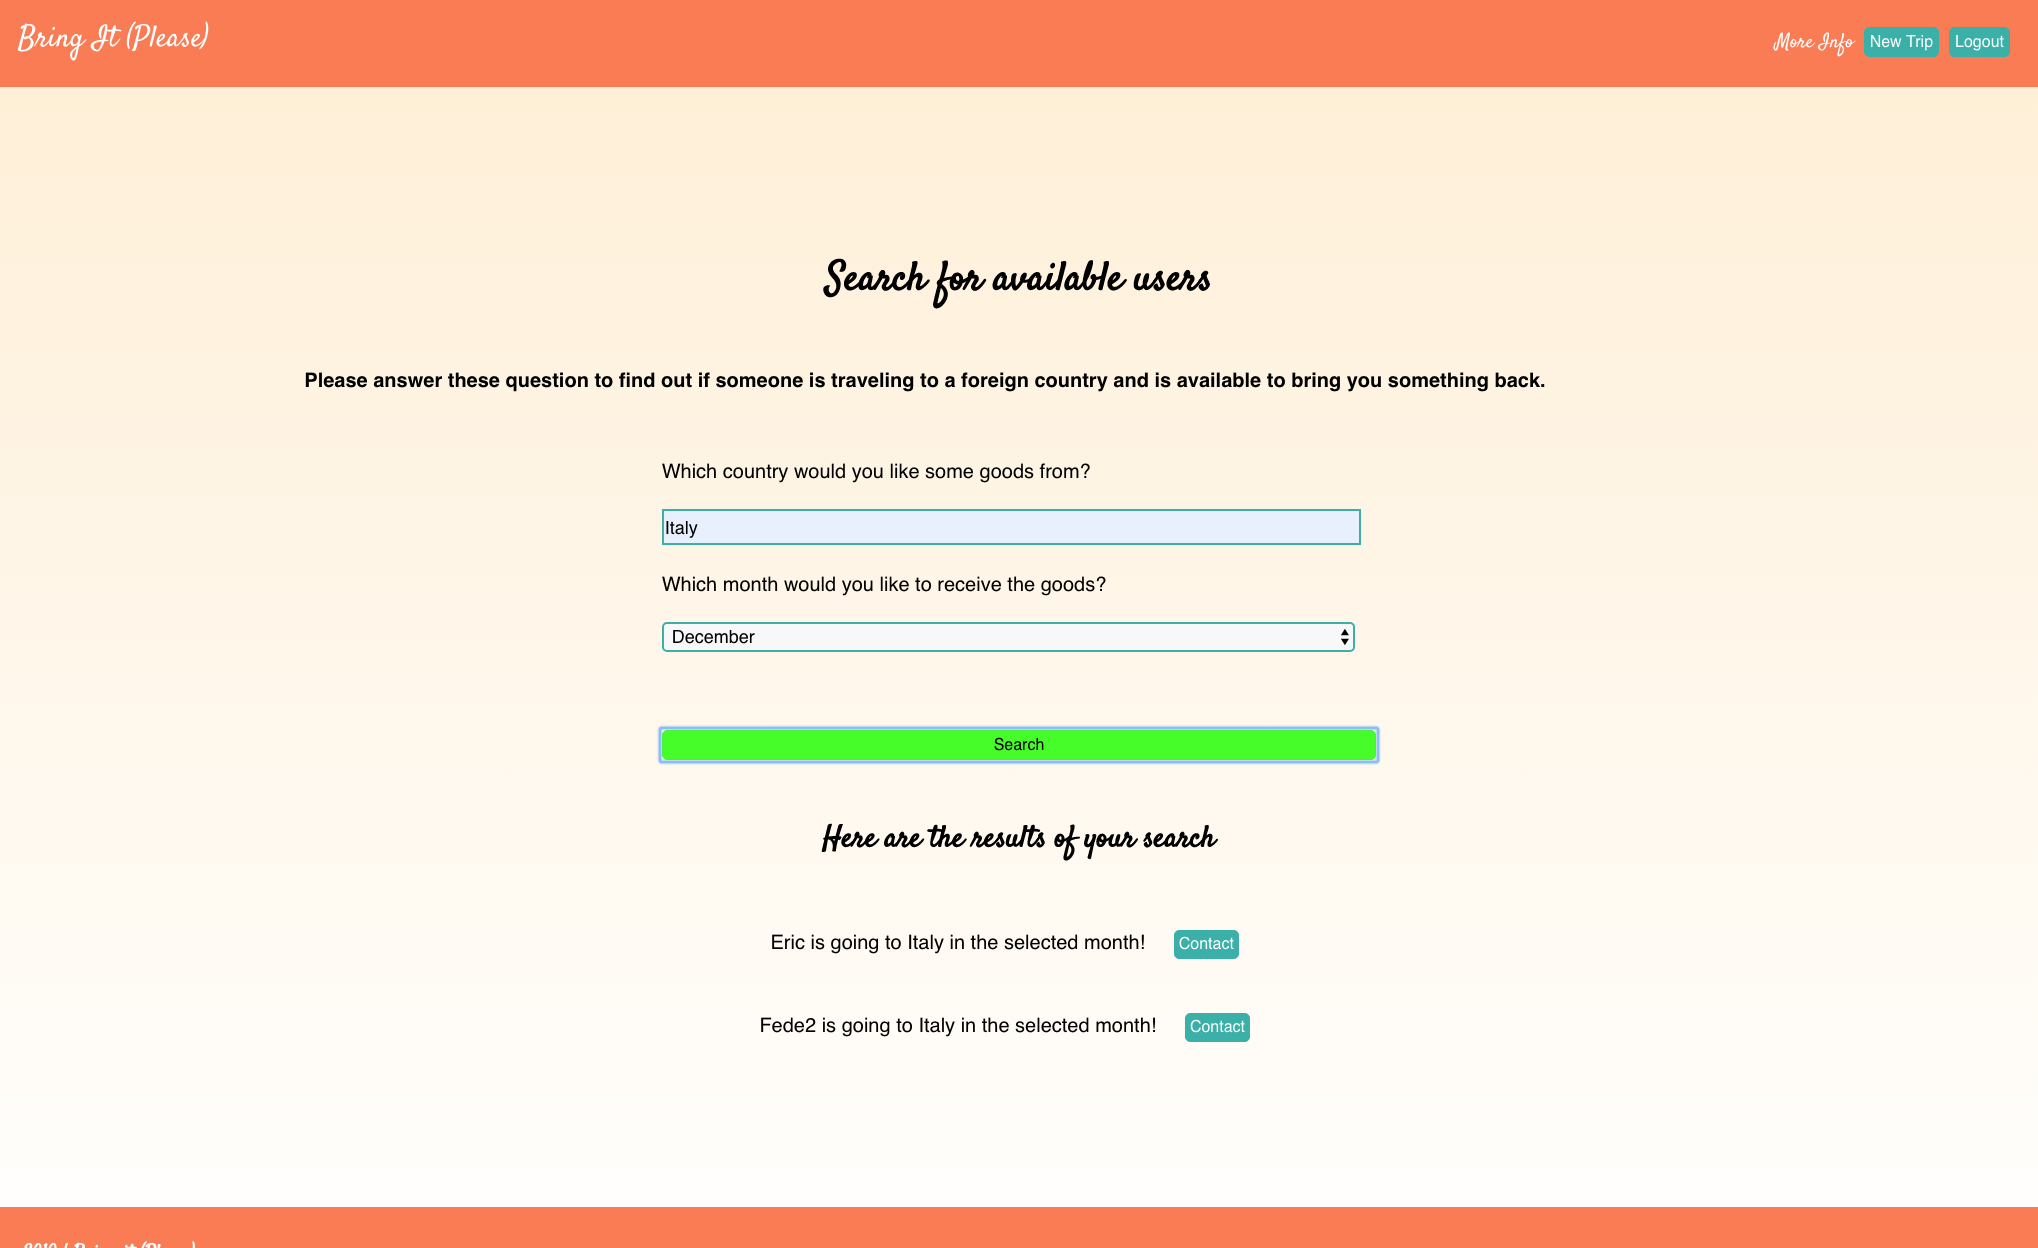 Bring It (Please)
More Info New Trip Logout
Search for available users
Please answer these question to find out if someone is traveling to a foreign country and is available to bring you something back.
Which country would you like some goods from?
Italy
Which month would you like to receive the goods?
December
Search
Here are the results of your search
Eric is going to Italy in the selected month! Contact
Fede2 is going to Italy in the selected month! Contact